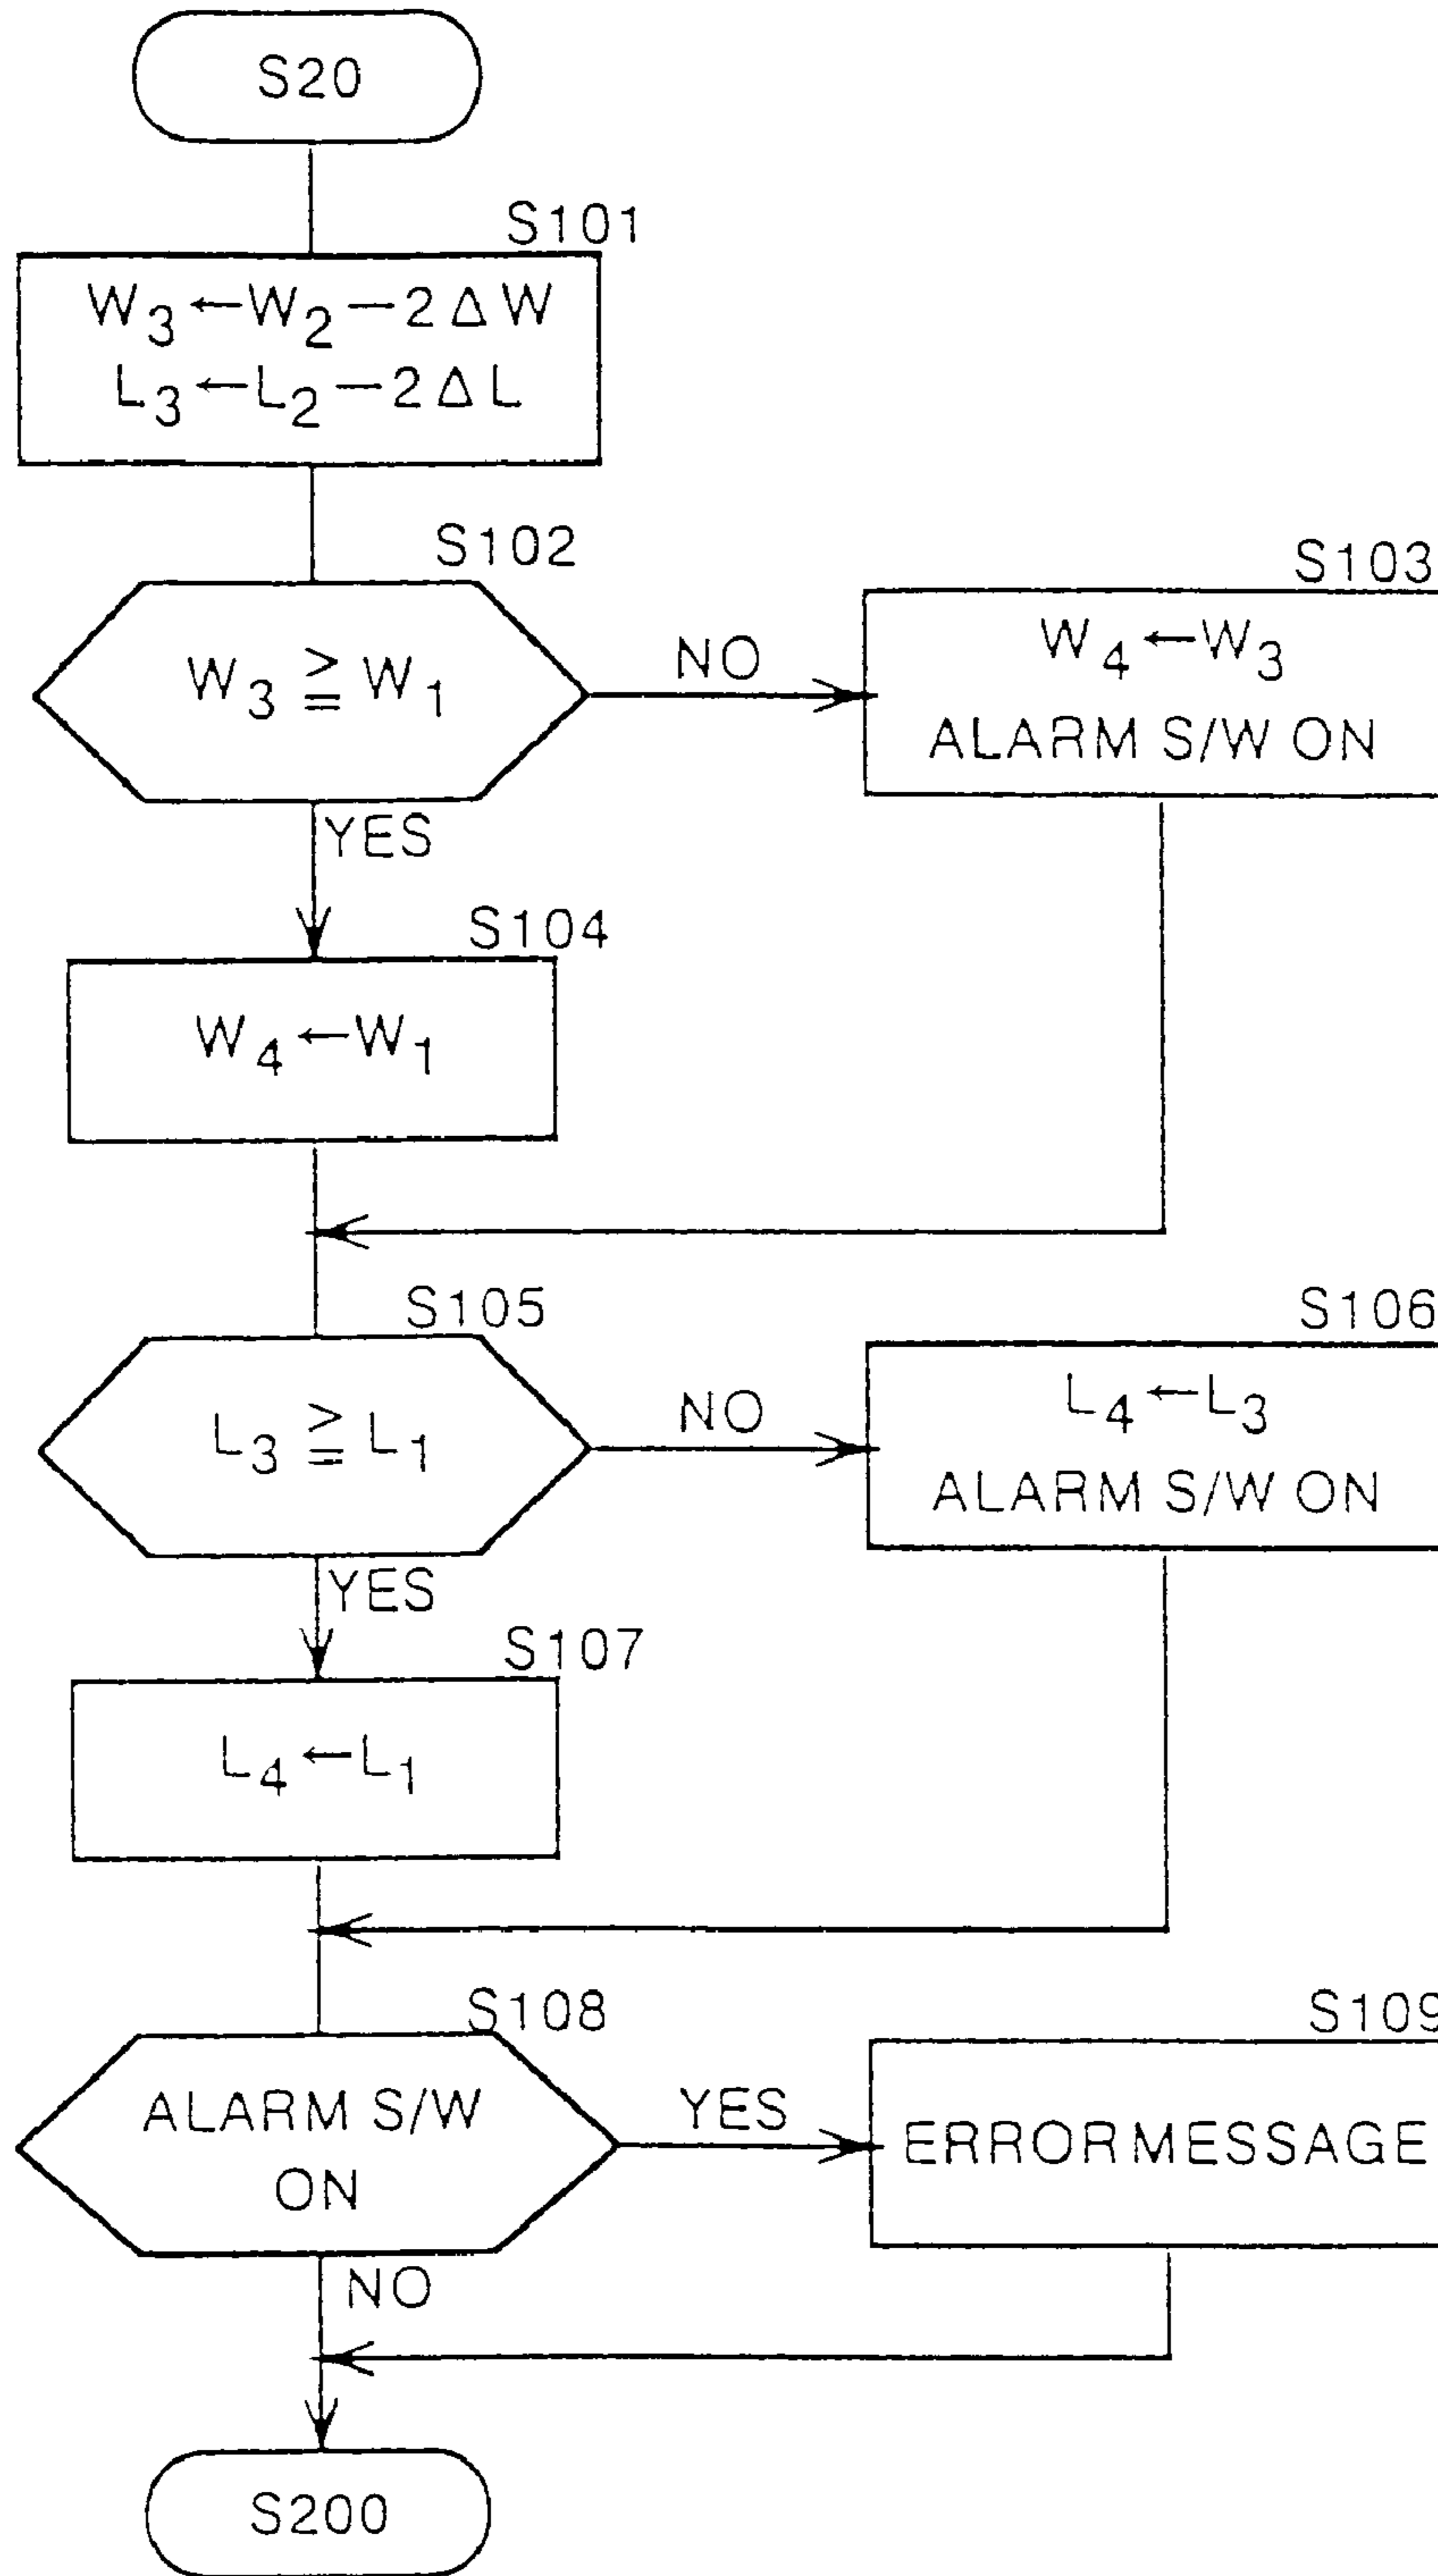 S20
S101
W₃←W₂−2ΔW
L₃←L₂−2ΔL
S102
W₃≧W₁
NO
S103
W₄←W₃
ALARM S/W ON
YES
S104
W₄←W₁
S105
L₃≧L₁
NO
S106
L₄←L₃
ALARM S/W ON
YES
S107
L₄←L₁
S108
ALARM S/W
ON
YES
S109
ERROR MESSAGE
NO
S200